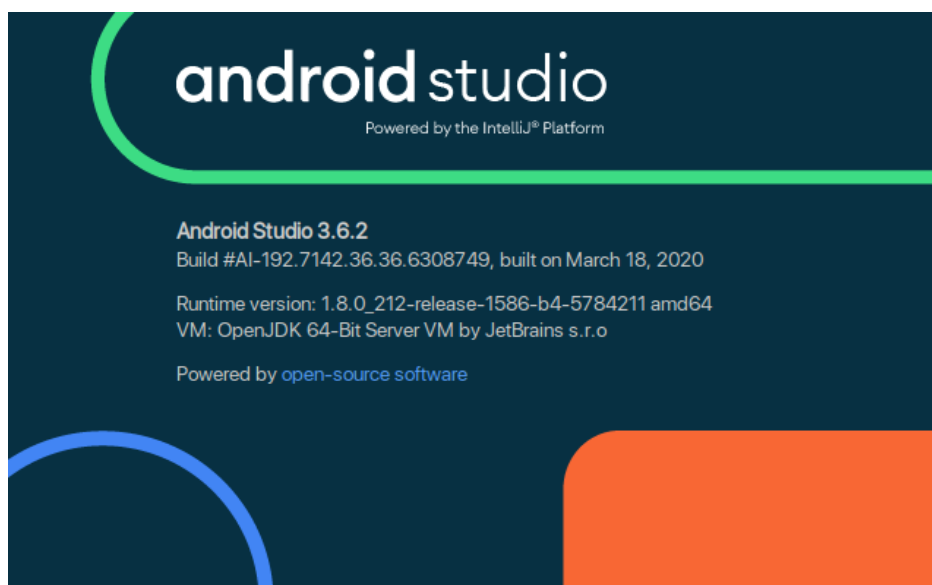 android studio
Powered by the IntelliJ® Platform
Android Studio 3.6.2
Build #AI-192.7142.36.36.6308749, built on March 18, 2020
Runtime version: 1.8.0_212-release-1586-b4-5784211 amd64
VM: OpenJDK 64-Bit Server VM by JetBrains s.r.o
Powered by open-source software